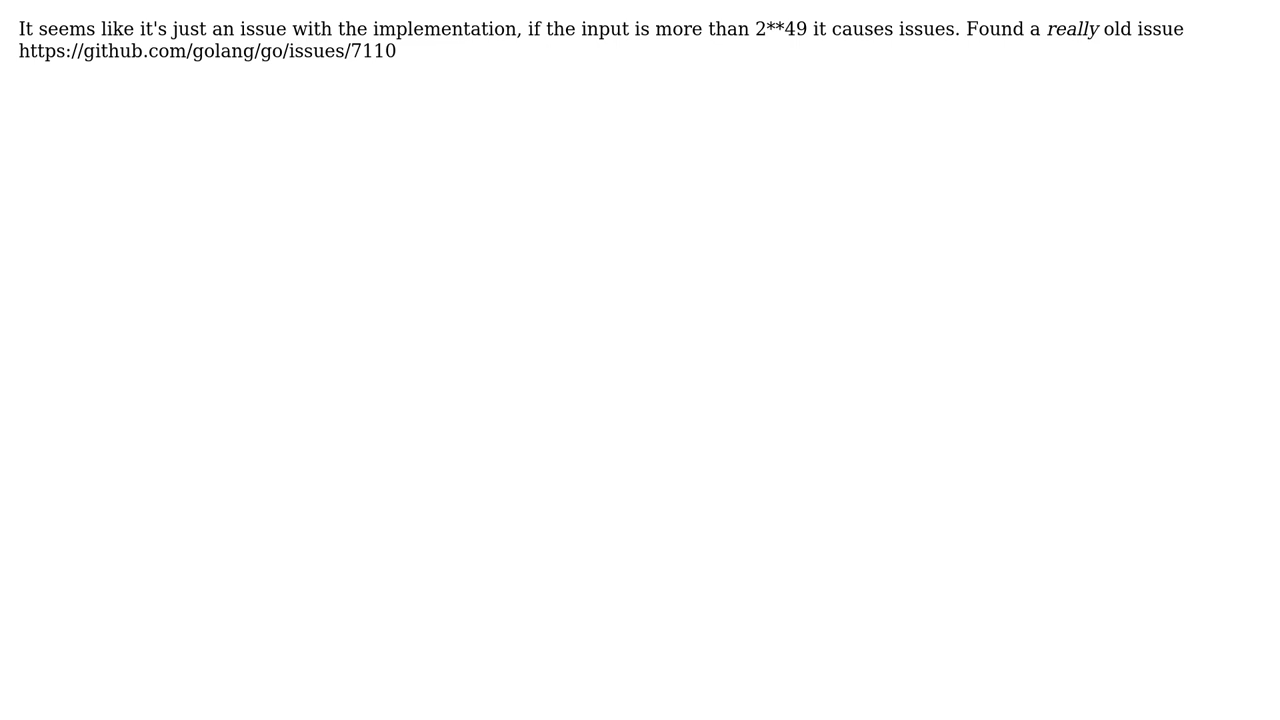 It seems like it's just an issue with the implementation, if the input is more than 2**49 it causes issues. Found a really old issue
https://github.com/golang/go/issues/7110